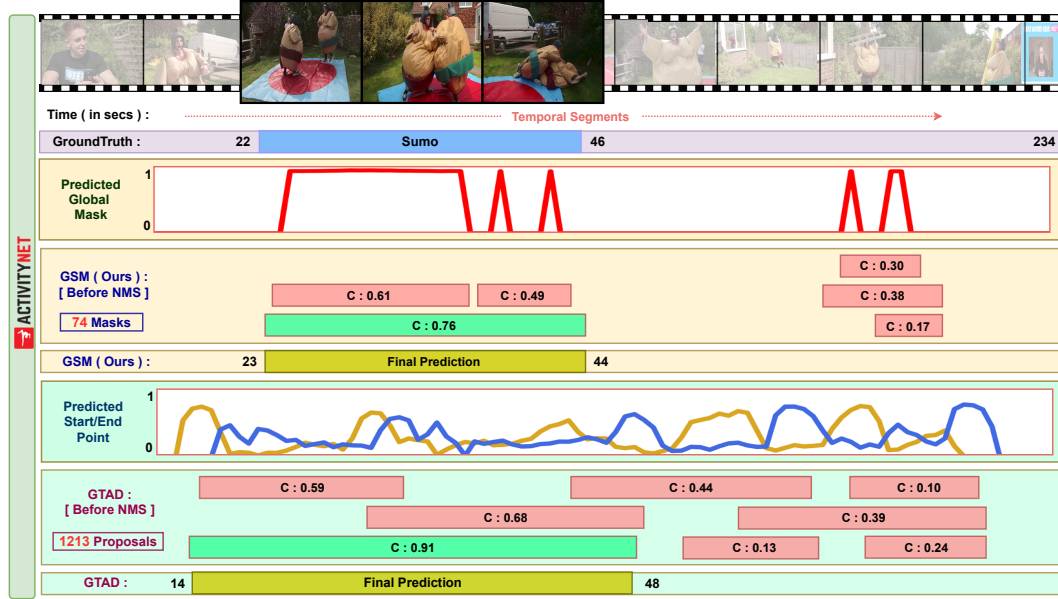 ACTIVITYNET
Time ( in secs ) :
Temporal Segments
GroundTruth :
22
Sumo
46
234
Predicted
Global
Mask
1
0
GSM ( Ours ) :
[ Before NMS ]
74 Masks
C : 0.30
C : 0.61
C : 0.49
C : 0.38
C : 0.76
C : 0.17
GSM ( Ours ) :
23
Final Prediction
44
Predicted
Start/End
Point
1
0
GTAD :
[ Before NMS ]
1213 Proposals
C : 0.59
C : 0.44
C : 0.10
C : 0.68
C : 0.39
C : 0.91
C : 0.13
C : 0.24
GTAD :
14
Final Prediction
48